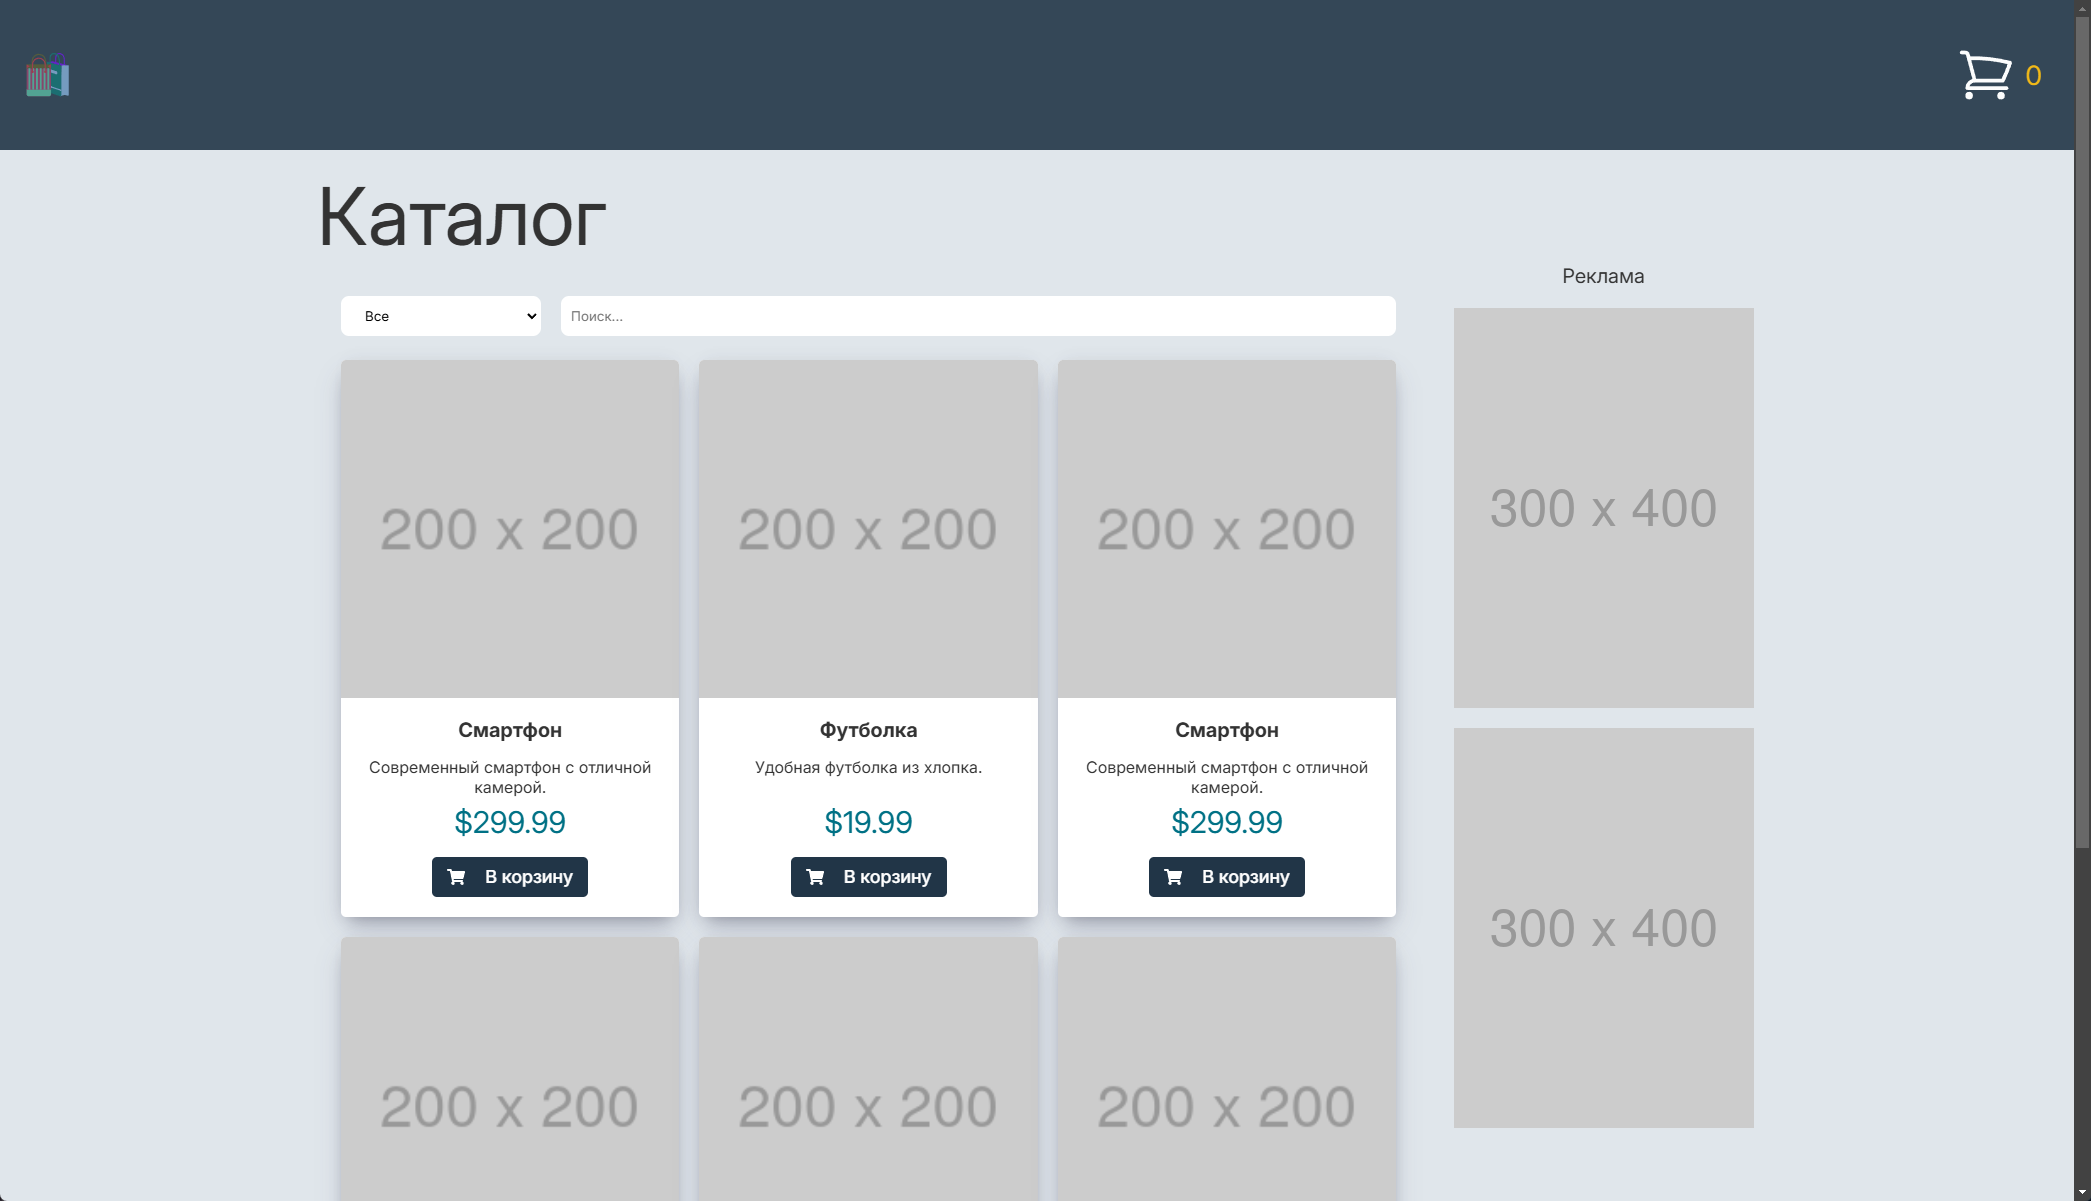 0
Каталог
Реклама
Все
Поиск...
200 x 200
200 x 200
200 x 200
300 x 400
Смартфон
Современный смартфон с отличной
камерой.
$299.99
В корзину
Футболка
Удобная футболка из хлопка.
$19.99
В корзину
Смартфон
Современный смартфон с отличной
камерой.
$299.99
В корзину
300 x 400
200 x 200
200 x 200
200 x 200